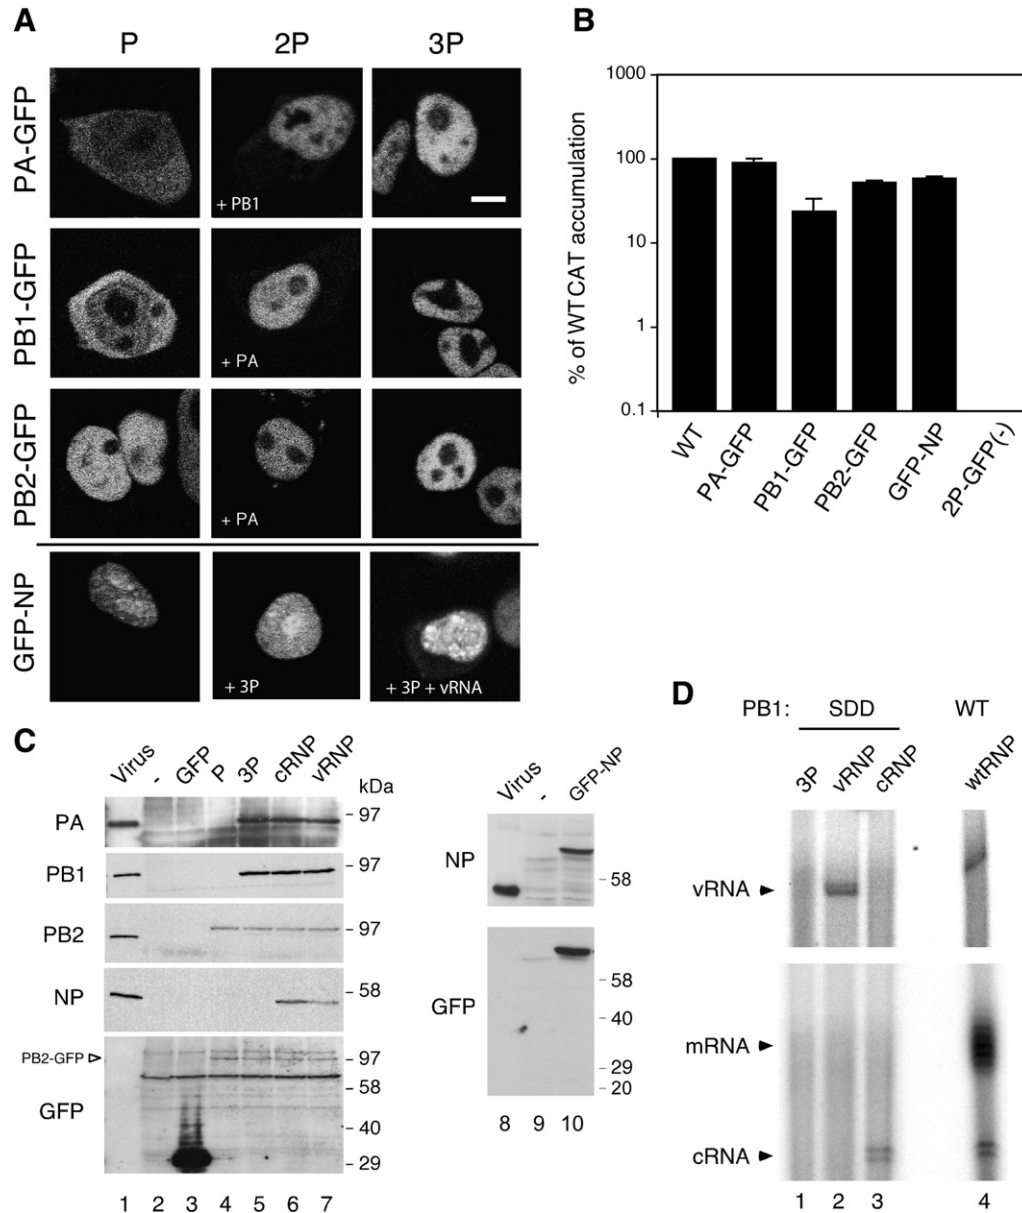 A
P 2P 3P
PA-GFP
+ PB1
PB1-GFP
+ PA
PB2-GFP
+ PA
GFP-NP
+ 3P
+ 3P + vRNA
B
% of WT CAT accumulation
1000
100
10
1
0.1
WT PA-GFP PB1-GFP PB2-GFP GFP-NP 2P-GFP(-)
C
Virus - GFP P 3P cRNP vRNP kDa
PA - 97
PB1 - 97
PB2 - 97
NP - 58
PB2-GFP - 97
- 58
GFP
- 40
- 29
1 2 3 4 5 6 7
Virus - GFP-NP
NP
- 58
GFP
- 58
- 40
- 29
- 20
8 9 10
D
PB1: SDD WT
3P vRNP cRNP wtRNP
vRNA
mRNA
cRNA
1 2 3 4